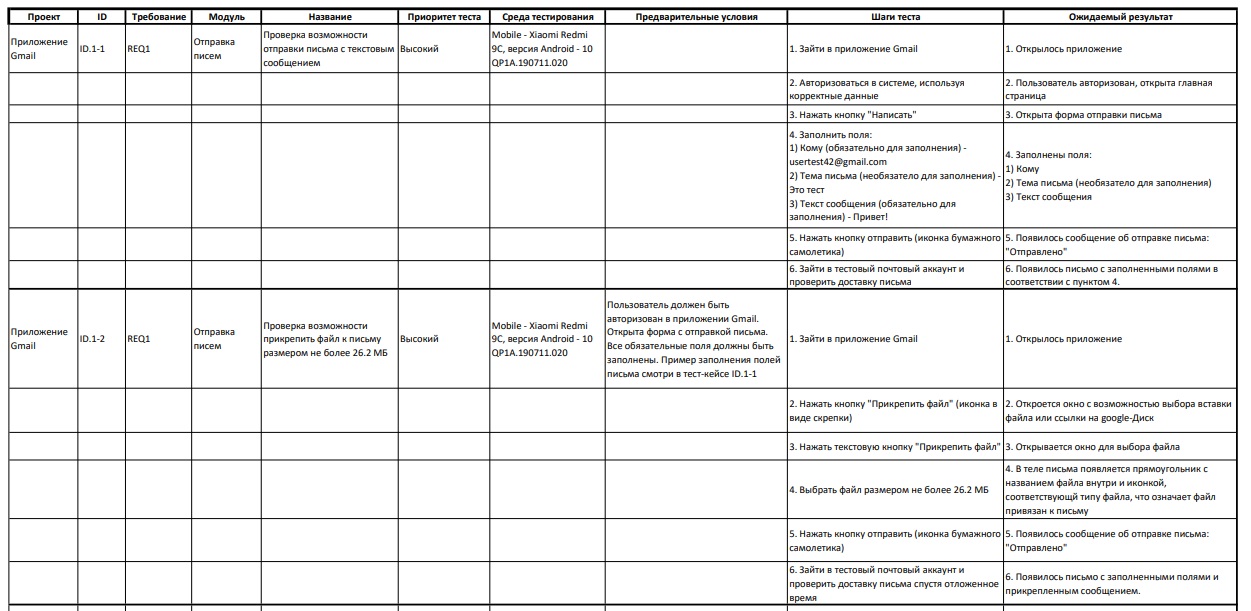 Проект ID Требование Модуль Название Приоритет теста Среда тестирования Предварительные условия Шаги теста Ожидаемый результат
Приложение
Gmail
ID.1-1
REQ1
Отправка
писем
Проверка возможности
отправки письма с текстовым
сообщением
Высокий
Mobile - Xiaomi Redmi
9C, версия Android - 10
QP1A.190711.020
1. Зайти в приложение Gmail
1. Открылось приложение
2. Авторизоваться в системе, используя
корректные данные
2. Пользователь авторизован, открыта главная
страница
3. Нажать кнопку "Написать"
3. Открыта форма отправки письма
4. Заполнить поля:
1) Кому (обязательно для заполнения) -
usertest42@gmail.com
2) Тема письма (необязатело для заполнения) -
Это тест
3) Текст сообщения (обязательно для
заполнения) - Привет!
4. Заполнены поля:
1) Кому
2) Тема письма (необязатело для заполнения)
3) Текст сообщения
5. Нажать кнопку отправить (иконка бумажного
самолетика)
5. Появилось сообщение об отправке письма:
"Отправлено"
6. Зайти в тестовый почтовый аккаунт и
проверить доставку письма
6. Появилось письмо с заполненными полями в
соответствии с пунктом 4.
Приложение
Gmail
ID.1-2
REQ1
Отправка
писем
Проверка возможности
прикрепить файл к письму
размером не более 26.2 МБ
Высокий
Mobile - Xiaomi Redmi
9C, версия Android - 10
QP1A.190711.020
Пользователь должен быть
авторизован в приложении Gmail.
Открыта форма с отправкой письма.
Все обязательные поля должны быть
заполнены. Пример заполнения полей
письма смотри в тест-кейсе ID.1-1
1. Зайти в приложение Gmail
1. Открылось приложение
2. Нажать кнопку "Прикрепить файл" (иконка в
виде скрепки)
2. Откроется окно с возможностью выбора вставки
файла или ссылки на google-Диск
3. Нажать текстовую кнопку "Прикрепить файл"
3. Открывается окно для выбора файла
4. Выбрать файл размером не более 26.2 МБ
4. В теле письма появляется прямоугольник с
названием файла внутри и иконкой,
соответствующй типу файла, что означает файл
привязан к письму
5. Нажать кнопку отправить (иконка бумажного
самолетика)
5. Появилось сообщение об отправке письма:
"Отправлено"
6. Зайти в тестовый почтовый аккаунт и
проверить доставку письма спустя отложенное
время
6. Появилось письмо с заполненными полями и
прикрепленным сообщением.